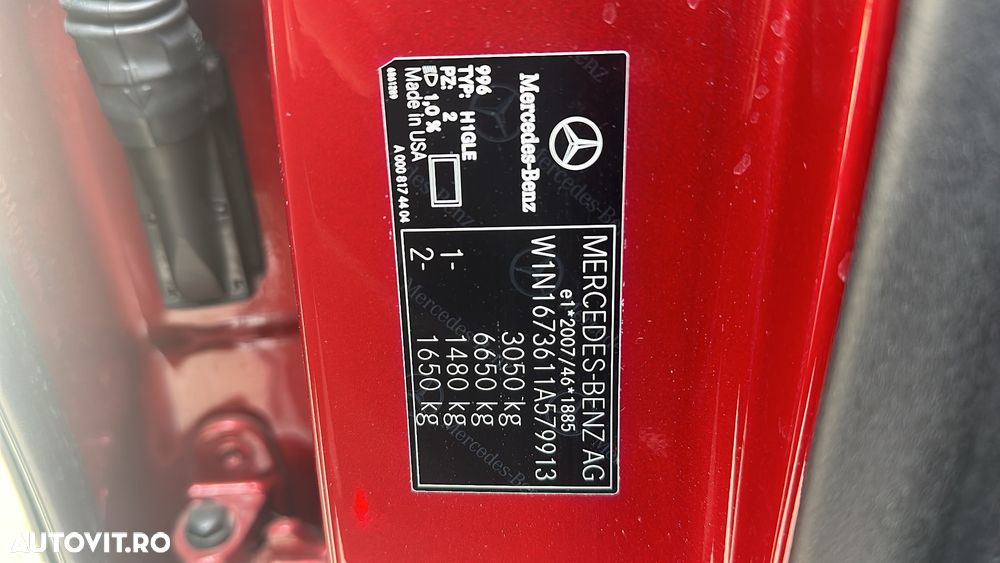 Mercedes-Benz
996
TYP: H1GLE
PZ: 2
1,0 %
Made in USA
6861209
A 000 817 44 04
MERCEDES-BENZ AG
e1*2007/46*1885
W1N1673611A579913
3050 kg
6650 kg
1- 1480 kg
2- 1650 kg
AUTOVIT.RO